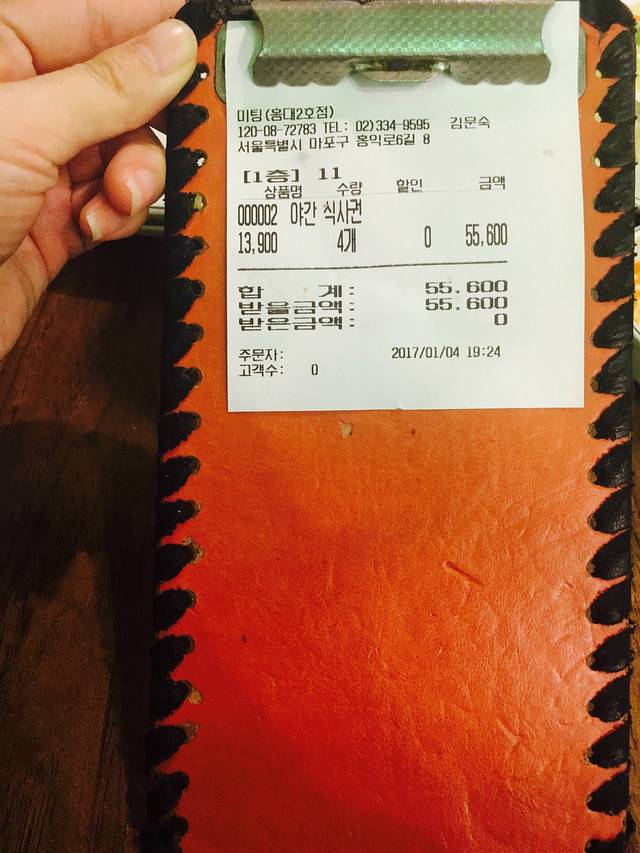 미팅(홍대2호점)
120-08-72783 TEL: 02)334-9595 김문숙
서울특별시 마포구 홍익로6길 8
[1층] 11
상품명 수량 할인 금액
000002 야간 식사권
13,900 4개 0 55,600
합 계: 55.600
받을금액: 55.600
받은금액: 0
주문자: 2017/01/04 19:24
고객수: 0